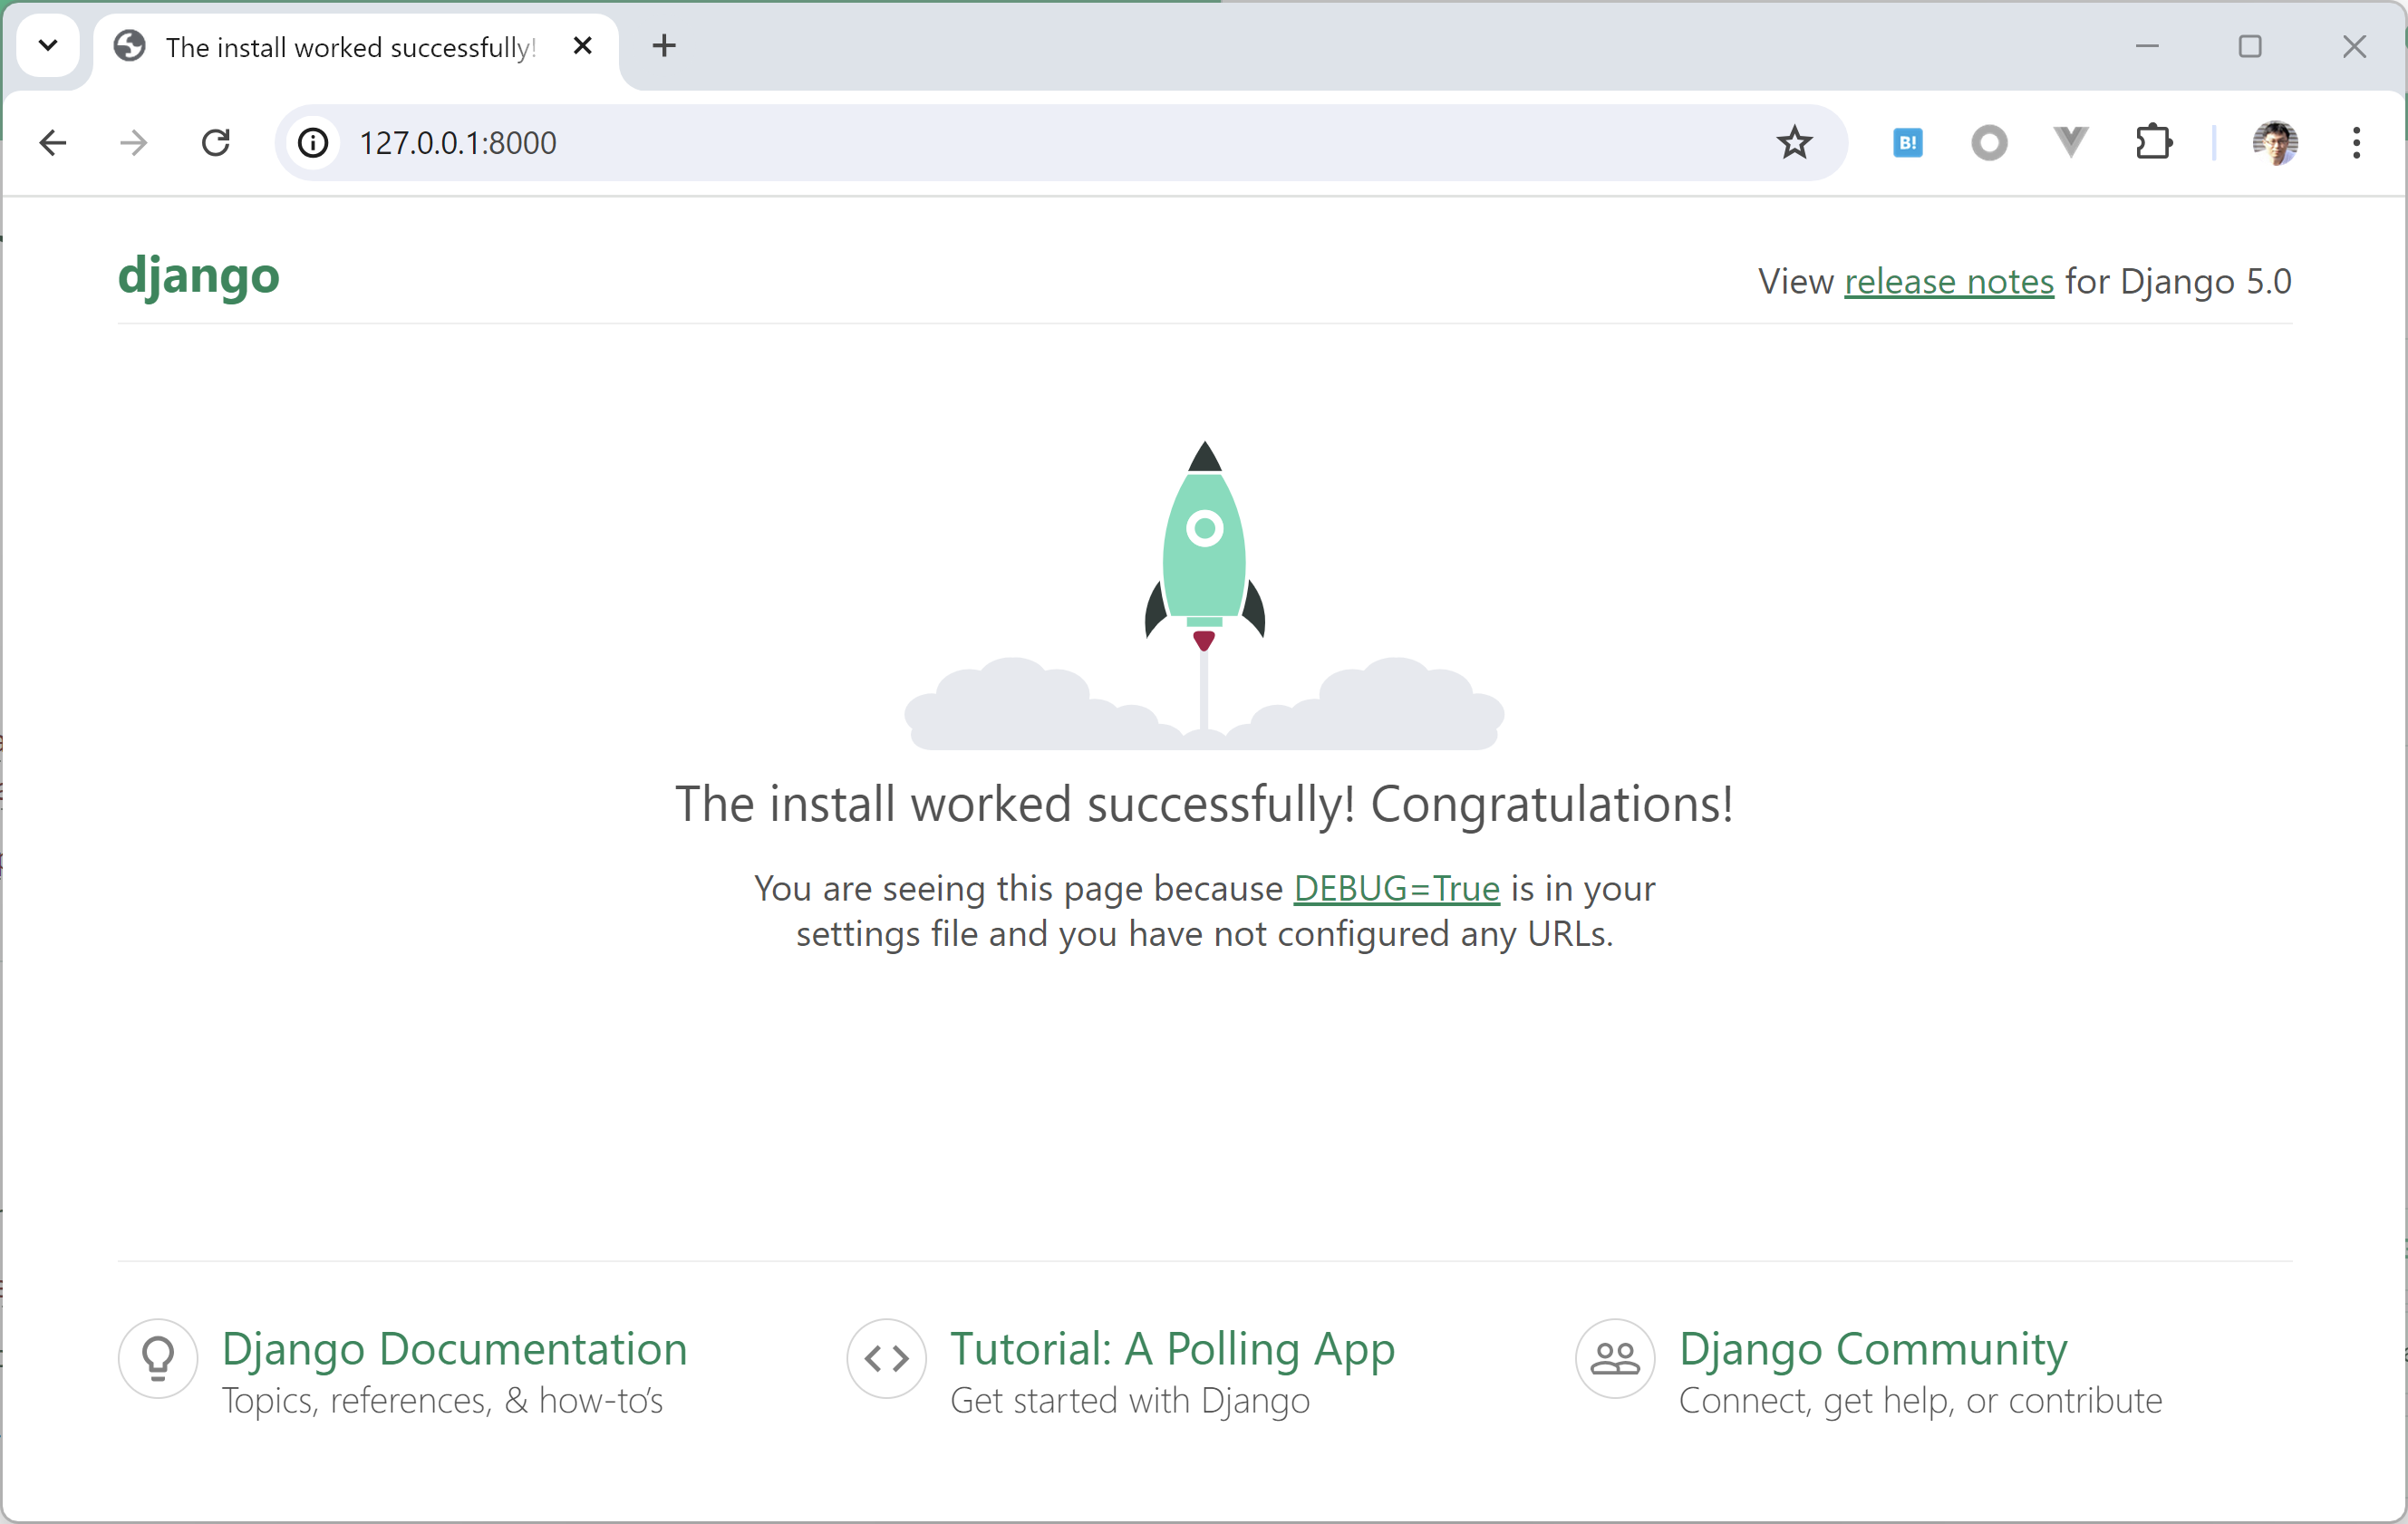 The install worked successfully!
127.0.0.1:8000
B!
django
View release notes for Django 5.0
The install worked successfully! Congratulations!
You are seeing this page because DEBUG=True is in your
settings file and you have not configured any URLs.
Django Documentation
Topics, references, & how-to’s
Tutorial: A Polling App
Get started with Django
Django Community
Connect, get help, or contribute